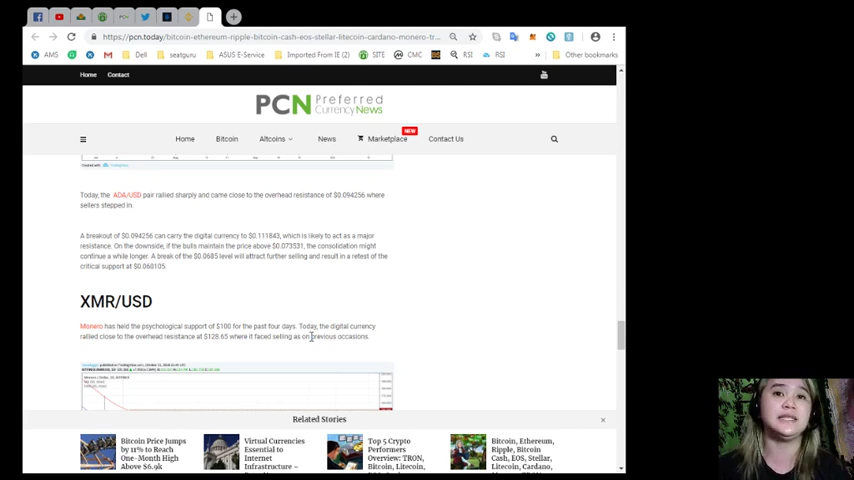 https://pcn.today/bitcoin-ethereum-ripple-bitcoin-cash-eos-stellar-litecoin-cardano-monero-tr...
AMS
Dell
seatguru
ASUS E-Service
Imported From IE (2)
SITE
CMC
RSI
RSI
»
Other bookmarks
Home Contact
PCN Preferred
Currency News
NEW
Home Bitcoin Altcoins News Marketplace Contact Us
Today, the ADA/USD pair rallied sharply and came close to the overhead resistance of $0.094256 where
sellers stepped in.
A breakout of $0.094256 can carry the digital currency to $0.111843, which is likely to act as a major
resistance. On the downside, if the bulls maintain the price above $0.073531, the consolidation might
continue a while longer. A break of the $0.0685 level will attract further selling and result in a retest of the
critical support at $0.060105.
XMR/USD
Monero has held the psychological support of $100 for the past four days. Today, the digital currency
rallied close to the overhead resistance at $128.65 where it faced selling as on previous occasions.
Related Stories
Bitcoin Price Jumps
by 11% to Reach
One-Month High
Above $6.9k
Virtual Currencies
Essential to
Internet
Infrastructure –
Top 5 Crypto
Performers
Overview: TRON,
Bitcoin, Litecoin,
Bitcoin, Ethereum,
Ripple, Bitcoin
Cash, EOS, Stellar,
Litecoin, Cardano,